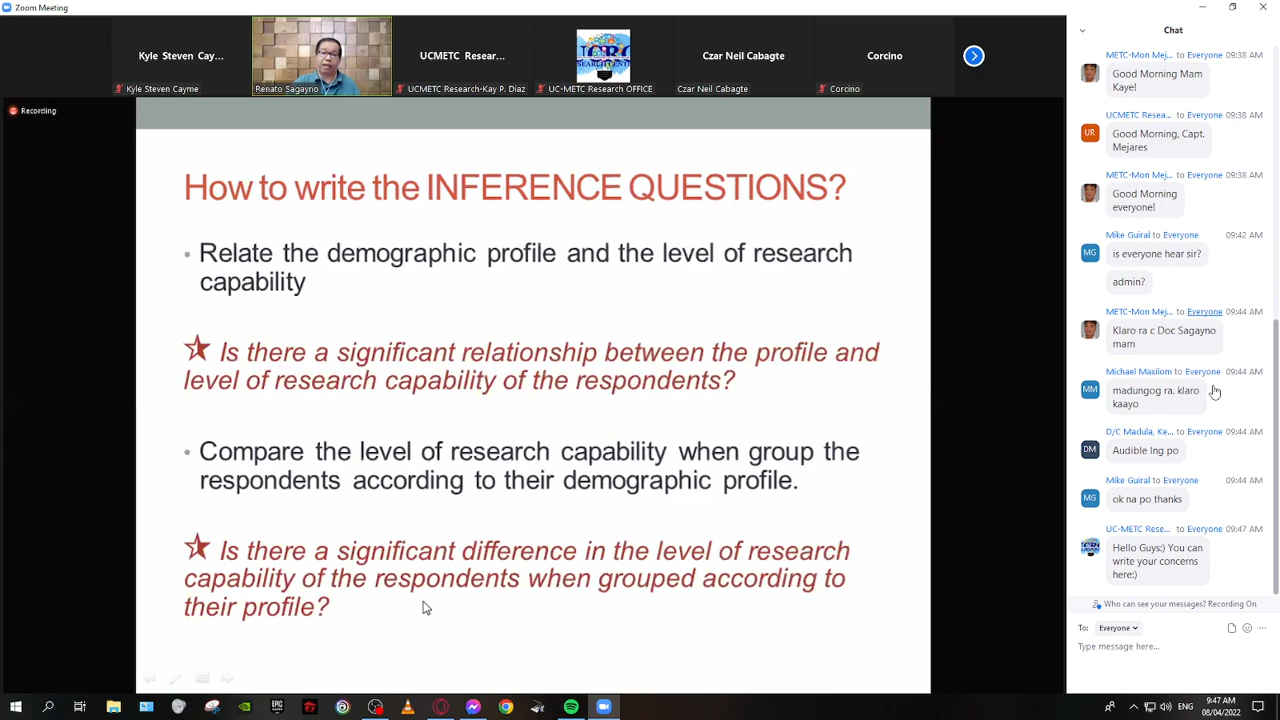 Zoom Meeting
Kyle Steven Cay...
UCMETC Resear...
Czar Neil Cabagte
Corcino
Kyle Steven Cayme
Renato Sagayno
UCMETC Research-Kay P. Diaz
UC-METC Research OFFICE
Czar Neil Cabagte
Corcino
Recording
How to write the INFERENCE QUESTIONS?
• Relate the demographic profile and the level of research
capability
Is there a significant relationship between the profile and
level of research capability of the respondents?
• Compare the level of research capability when group the
respondents according to their demographic profile.
Is there a significant difference in the level of research
capability of the respondents when grouped according to
their profile?
Chat
METC-Mon Mej... to Everyone 09:38 AM
Good Morning Mam
Kaye!
UCMETC Resea... to Everyone 09:38 AM
UR
Good Morning, Capt.
Mejares
METC-Mon Mej... to Everyone 09:38 AM
Good Morning
everyone!
Mike Guiral to Everyone 09:42 AM
MG
is everyone hear sir?
admin?
METC-Mon Mej... to Everyone 09:44 AM
Klaro ra c Doc Sagayno
mam
Michael Maxilom to Everyone 09:44 AM
MM
madungog ra. klaro
kaayo
D/C Madula, Ke... to Everyone 09:44 AM
DM
Audible lng po
Mike Guiral to Everyone 09:44 AM
MG
ok na po thanks
UC-METC Rese... to Everyone 09:47 AM
Hello Guys:) You can
write your concerns
here:)
Who can see your messages? Recording On
To: Everyone
Type message here...
ENG
9:47 AM
08/04/2022